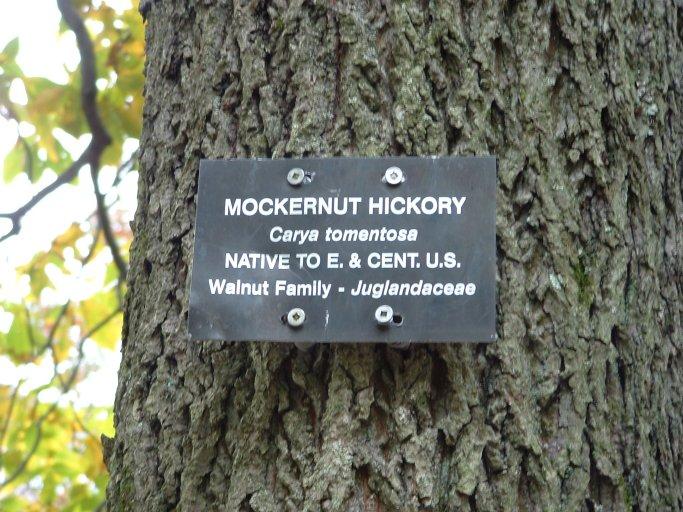 MOCKERNUT HICKORY
Carya tomentosa
NATIVE TO E. & CENT. U.S.
Walnut Family - Juglandaceae